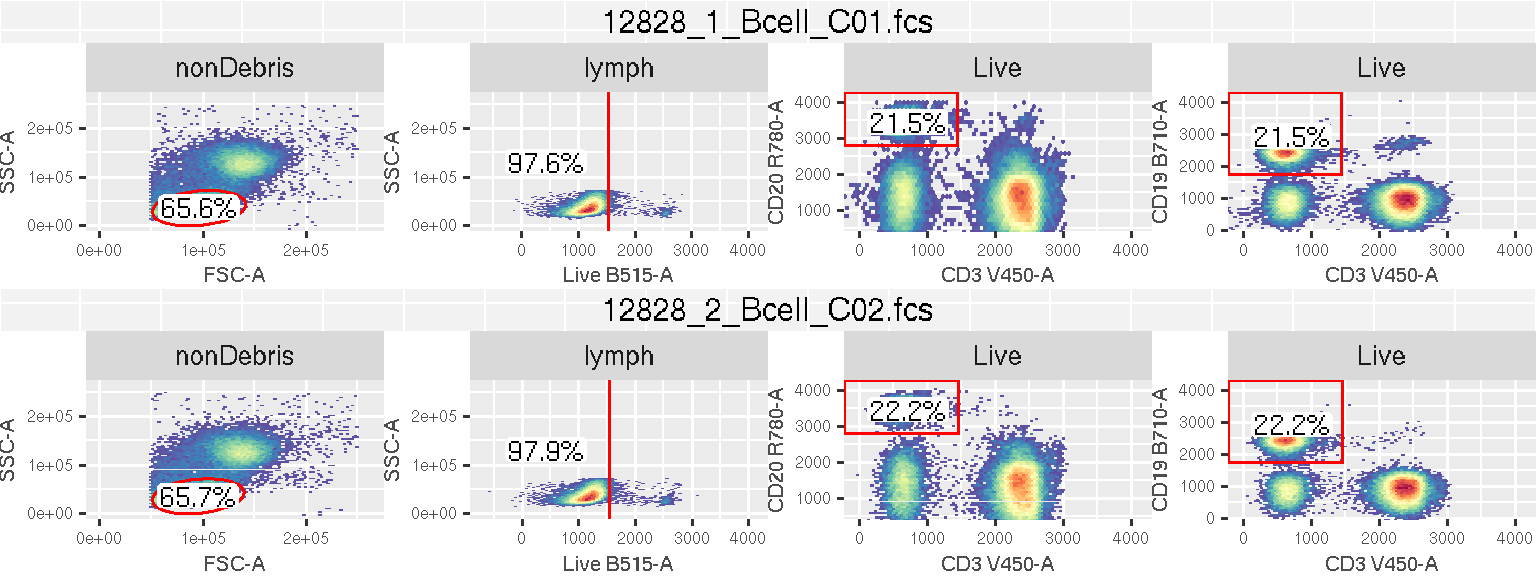 12828_1_Bcell_C01.fcs
nonDebris
SSC-A
2e+05
1e+05
0e+00
65.6%
0e+00 1e+05 2e+05
FSC-A
lymph
SSC-A
2e+05
1e+05
0e+00
97.6%
0 1000 2000 3000 4000
Live B515-A
Live
CD20 R780-A
4000
3000
2000
1000
21.5%
0 1000 2000 3000 4000
CD3 V450-A
Live
CD19 B710-A
4000
3000
2000
1000
0
21.5%
0 1000 2000 3000 4000
CD3 V450-A
12828_2_Bcell_C02.fcs
nonDebris
SSC-A
2e+05
1e+05
0e+00
65.7%
0e+00 1e+05 2e+05
FSC-A
lymph
SSC-A
2e+05
1e+05
0e+00
97.9%
0 1000 2000 3000 4000
Live B515-A
Live
CD20 R780-A
4000
3000
2000
1000
22.2%
0 1000 2000 3000 4000
CD3 V450-A
Live
CD19 B710-A
4000
3000
2000
1000
0
22.2%
0 1000 2000 3000 4000
CD3 V450-A